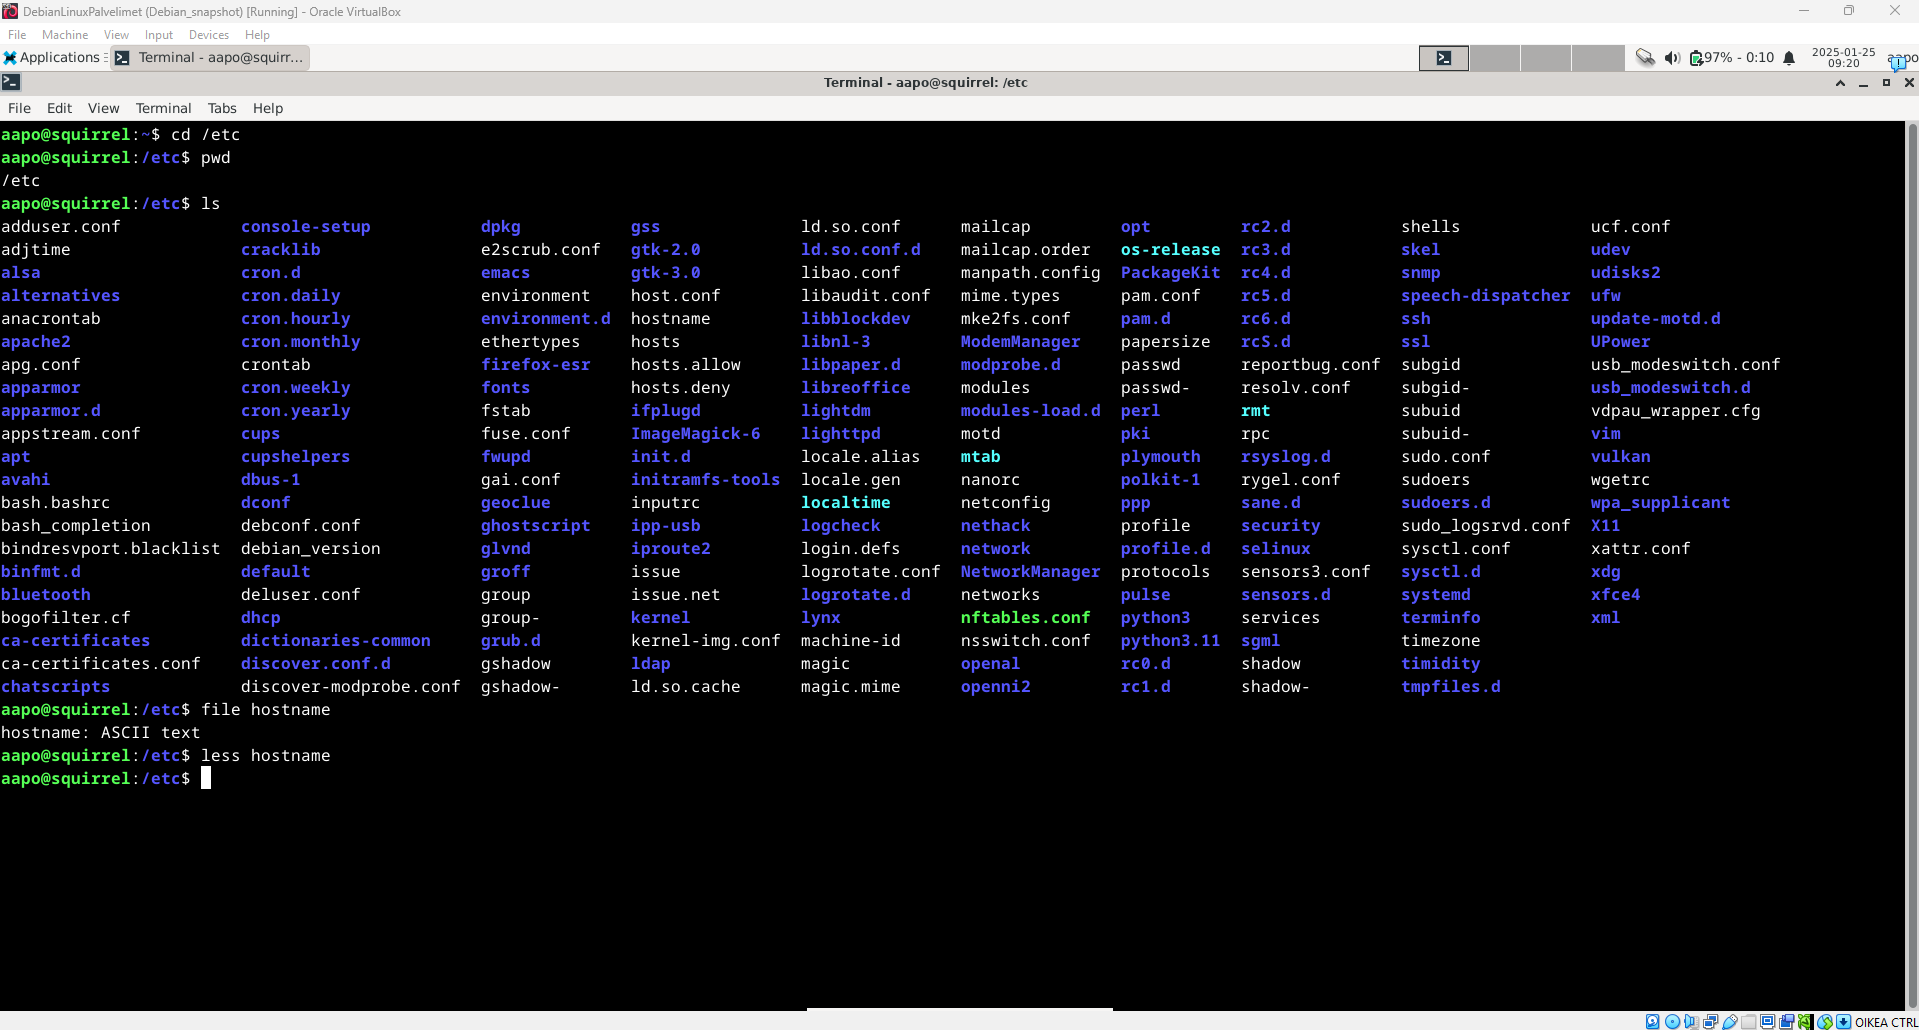 DebianLinuxPalvelimet (Debian_snapshot) [Running] - Oracle VirtualBox
File Machine View Input Devices Help
Applications Terminal - aapo@squirr... 97% - 0:10 2025-01-25 09:20 aapo
Terminal - aapo@squirrel: /etc
File Edit View Terminal Tabs Help
aapo@squirrel:~$ cd /etc
aapo@squirrel:/etc$ pwd
/etc
aapo@squirrel:/etc$ ls
adduser.conf console-setup dpkg gss ld.so.conf mailcap opt rc2.d shells ucf.conf
adjtime cracklib e2scrub.conf gtk-2.0 ld.so.conf.d mailcap.order os-release rc3.d skel udev
alsa cron.d emacs gtk-3.0 libao.conf manpath.config PackageKit rc4.d snmp udisks2
alternatives cron.daily environment host.conf libaudit.conf mime.types pam.conf rc5.d speech-dispatcher ufw
anacrontab cron.hourly environment.d hostname libblockdev mke2fs.conf pam.d rc6.d ssh update-motd.d
apache2 cron.monthly ethertypes hosts libnl-3 ModemManager papersize rcS.d ssl UPower
apg.conf crontab firefox-esr hosts.allow libpaper.d modprobe.d passwd reportbug.conf subgid usb_modeswitch.conf
apparmor cron.weekly fonts hosts.deny libreoffice modules passwd- resolv.conf subgid- usb_modeswitch.d
apparmor.d cron.yearly fstab ifplugd lightdm modules-load.d perl rmt subuid vdpau_wrapper.cfg
appstream.conf cups fuse.conf ImageMagick-6 lighttpd motd pki rpc subuid- vim
apt cupshelpers fwupd init.d locale.alias mtab plymouth rsyslog.d sudo.conf vulkan
avahi dbus-1 gai.conf initramfs-tools locale.gen nanorc polkit-1 rygel.conf sudoers wgetrc
bash.bashrc dconf geoclue inputrc localtime netconfig ppp sane.d sudoers.d wpa_supplicant
bash_completion debconf.conf ghostscript ipp-usb logcheck nethack profile security sudo_logsrvd.conf X11
bindresvport.blacklist debian_version glvnd iproute2 login.defs network profile.d selinux sysctl.conf xattr.conf
binfmt.d default groff issue logrotate.conf NetworkManager protocols sensors3.conf sysctl.d xdg
bluetooth deluser.conf group issue.net logrotate.d networks pulse sensors.d systemd xfce4
bogofilter.cf dhcp group- kernel lynx nftables.conf python3 services terminfo xml
ca-certificates dictionaries-common grub.d kernel-img.conf machine-id nsswitch.conf python3.11 sgml timezone
ca-certificates.conf discover.conf.d gshadow ldap magic openal rc0.d shadow timidity
chatscripts discover-modprobe.conf gshadow- ld.so.cache magic.mime openni2 rc1.d shadow- tmpfiles.d
aapo@squirrel:/etc$ file hostname
hostname: ASCII text
aapo@squirrel:/etc$ less hostname
aapo@squirrel:/etc$
OIKEA CTRL